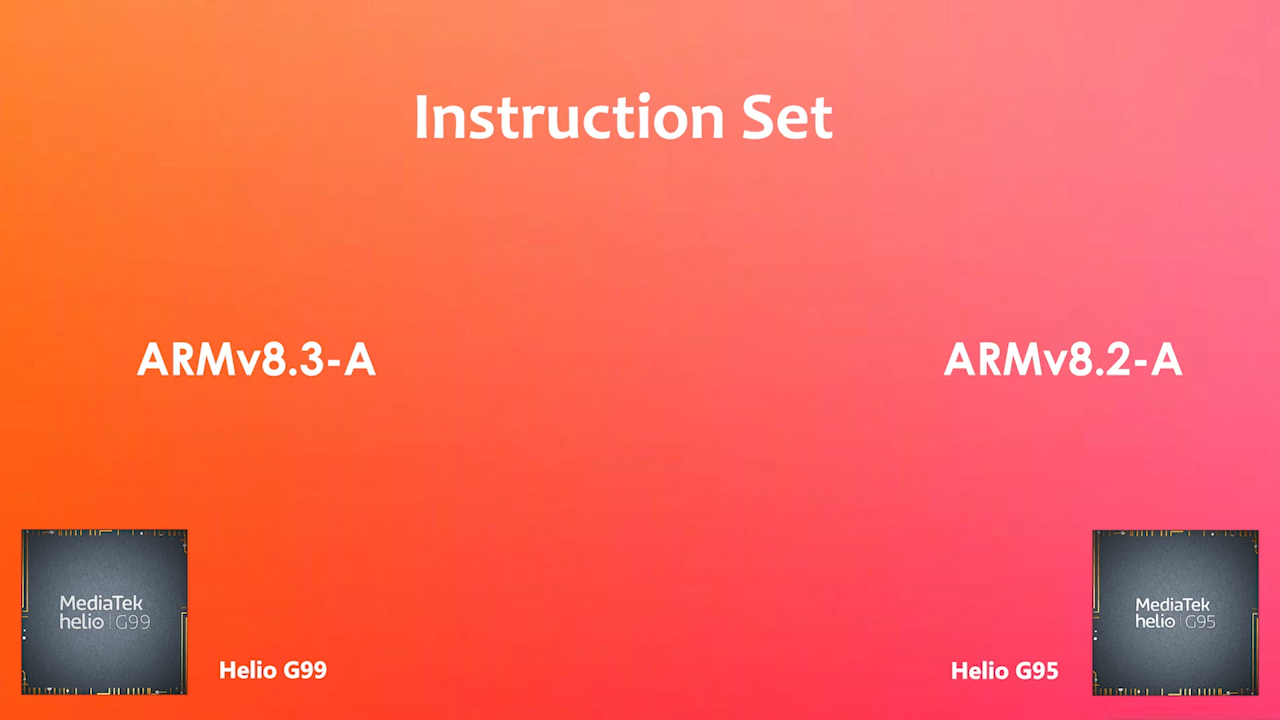 Instruction Set
ARMv8.3-A
ARMv8.2-A
MediaTek
helio G99
Helio G99
Helio G95
MediaTek
helio G95